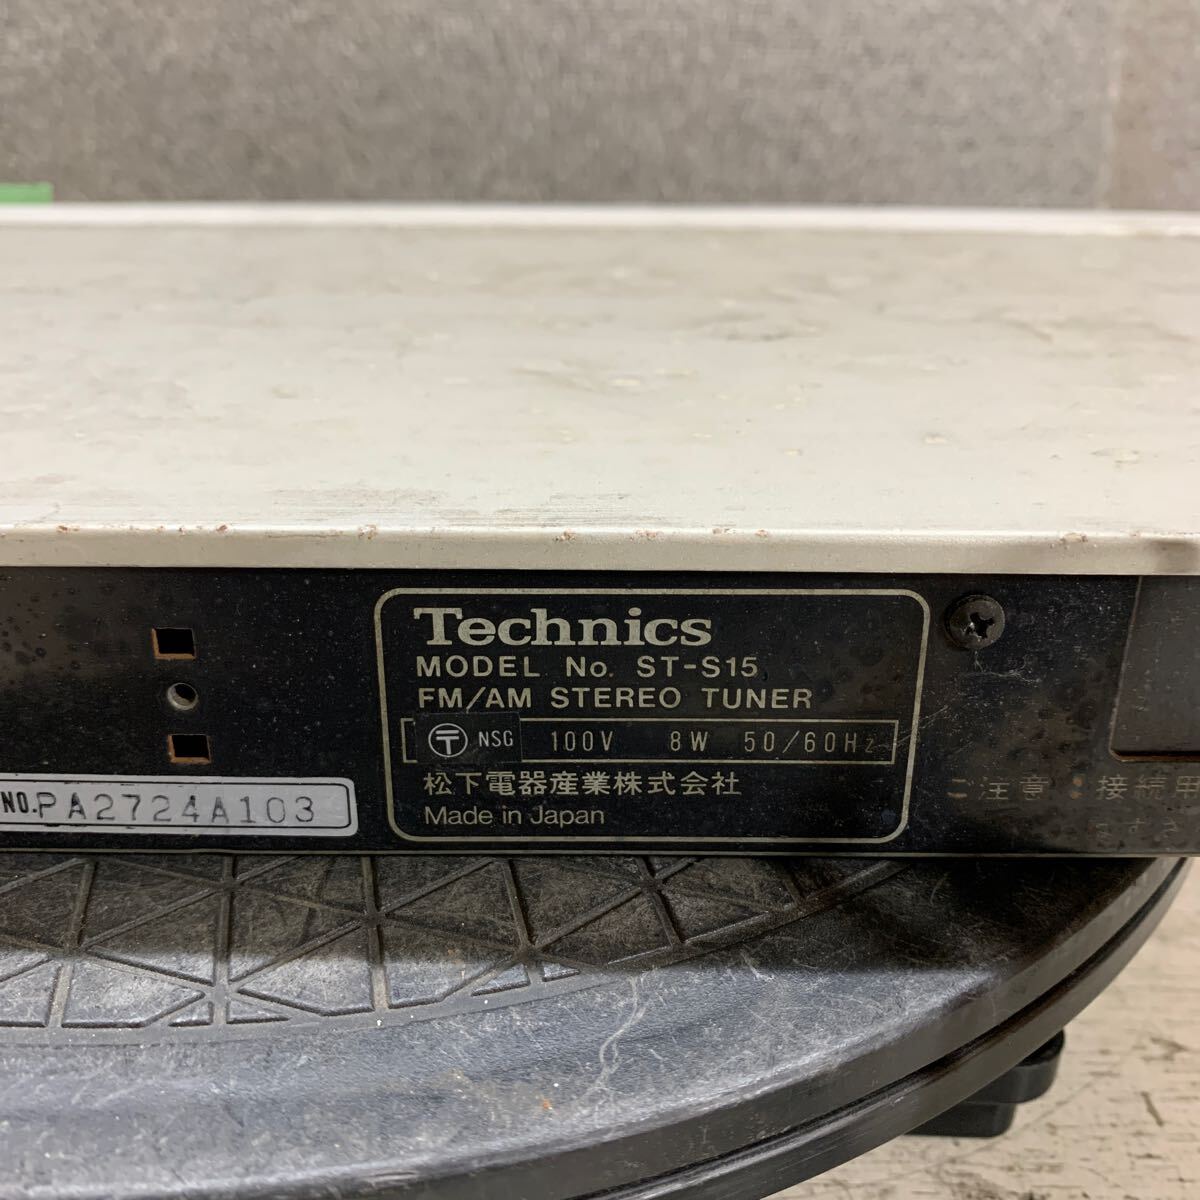 Technics
MODEL No. ST-S15
FM/AM STEREO TUNER
〒 NSG 100V 8W 50/60Hz
松下電器産業株式会社
Made in Japan
NO. PA2724A103
ご注意：接続用